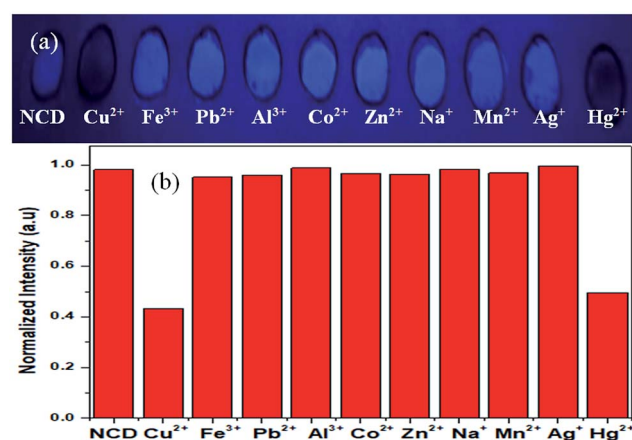 (a)
NCD Cu²⁺ Fe³⁺ Pb²⁺ Al³⁺ Co²⁺ Zn²⁺ Na⁺ Mn²⁺ Ag⁺ Hg²⁺
(b)
Normalized Intensity (a.u)
1.0
0.8
0.6
0.4
0.2
0.0
NCD Cu²⁺ Fe³⁺ Pb²⁺ Al³⁺ Co²⁺ Zn²⁺ Na⁺ Mn²⁺ Ag⁺ Hg²⁺